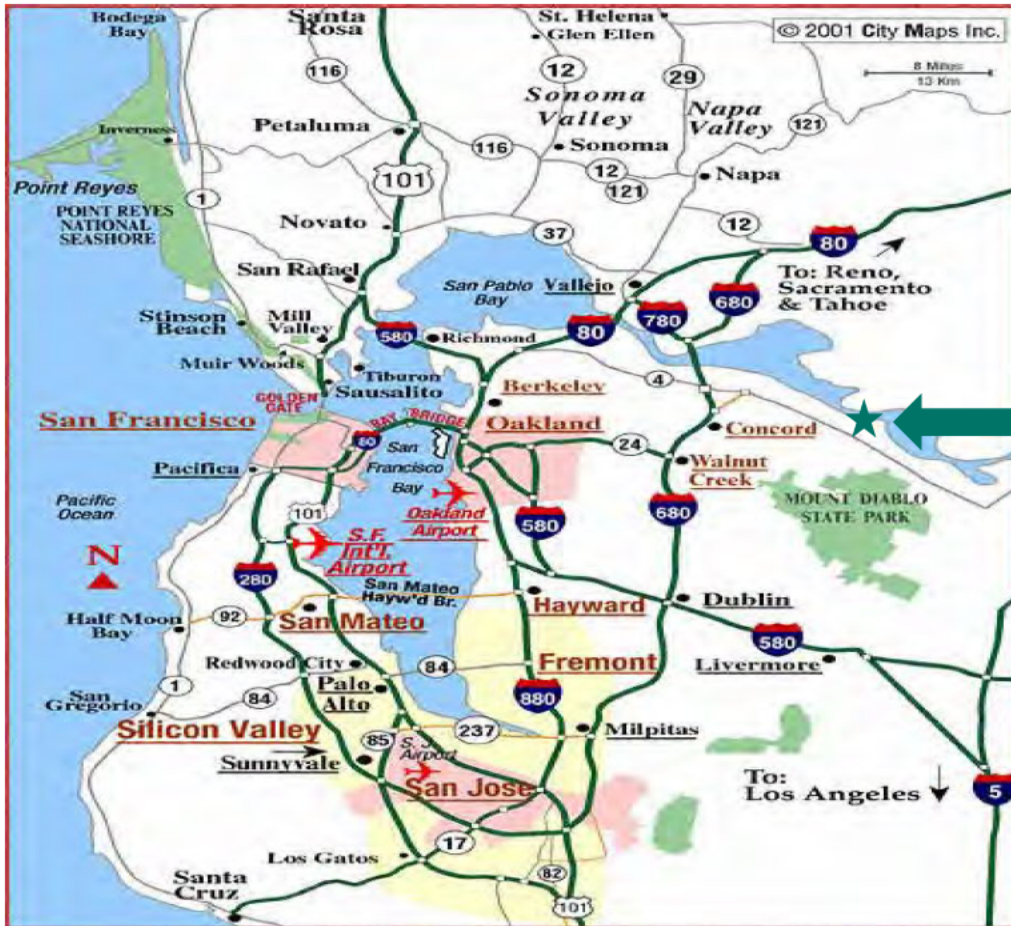 Bodega
Bay
Santa
Rosa
St. Helena
Glen Ellen
© 2001 City Maps Inc.
8 Miles
13 Km
116
12
29
Sonoma
Valley
Napa
Valley
121
Inverness
Petaluma
116
Sonoma
12
121
Napa
101
Point Reyes
POINT REYES
NATIONAL
SEASHORE
1
Novato
37
12
80
San Rafael
San Pablo
Bay
Vallejo
To: Reno,
Sacramento
& Tahoe
680
780
80
Stinson
Beach
Mill
Valley
580
Richmond
Muir Woods
Tiburon
Sausalito
4
Berkeley
GOLDEN
GATE
San Francisco
BAY BRIDGE
Oakland
Concord
80
San
Francisco
Bay
24
Walnut
Creek
Pacifica
Pacific
Ocean
101
Oakland
Airport
580
680
MOUNT DIABLO
STATE PARK
N
S.F.
Int'l.
Airport
280
San Mateo
Hayw'd Br.
Hayward
Dublin
Half Moon
Bay
92
San Mateo
580
Livermore
Redwood City
84
Fremont
1
San
Gregorio
84
Palo
Alto
880
Silicon Valley
85
237
Milpitas
S. J.
Airport
Sunnyvale
San Jose
To:
Los Angeles
5
17
Los Gatos
82
Santa
Cruz
101